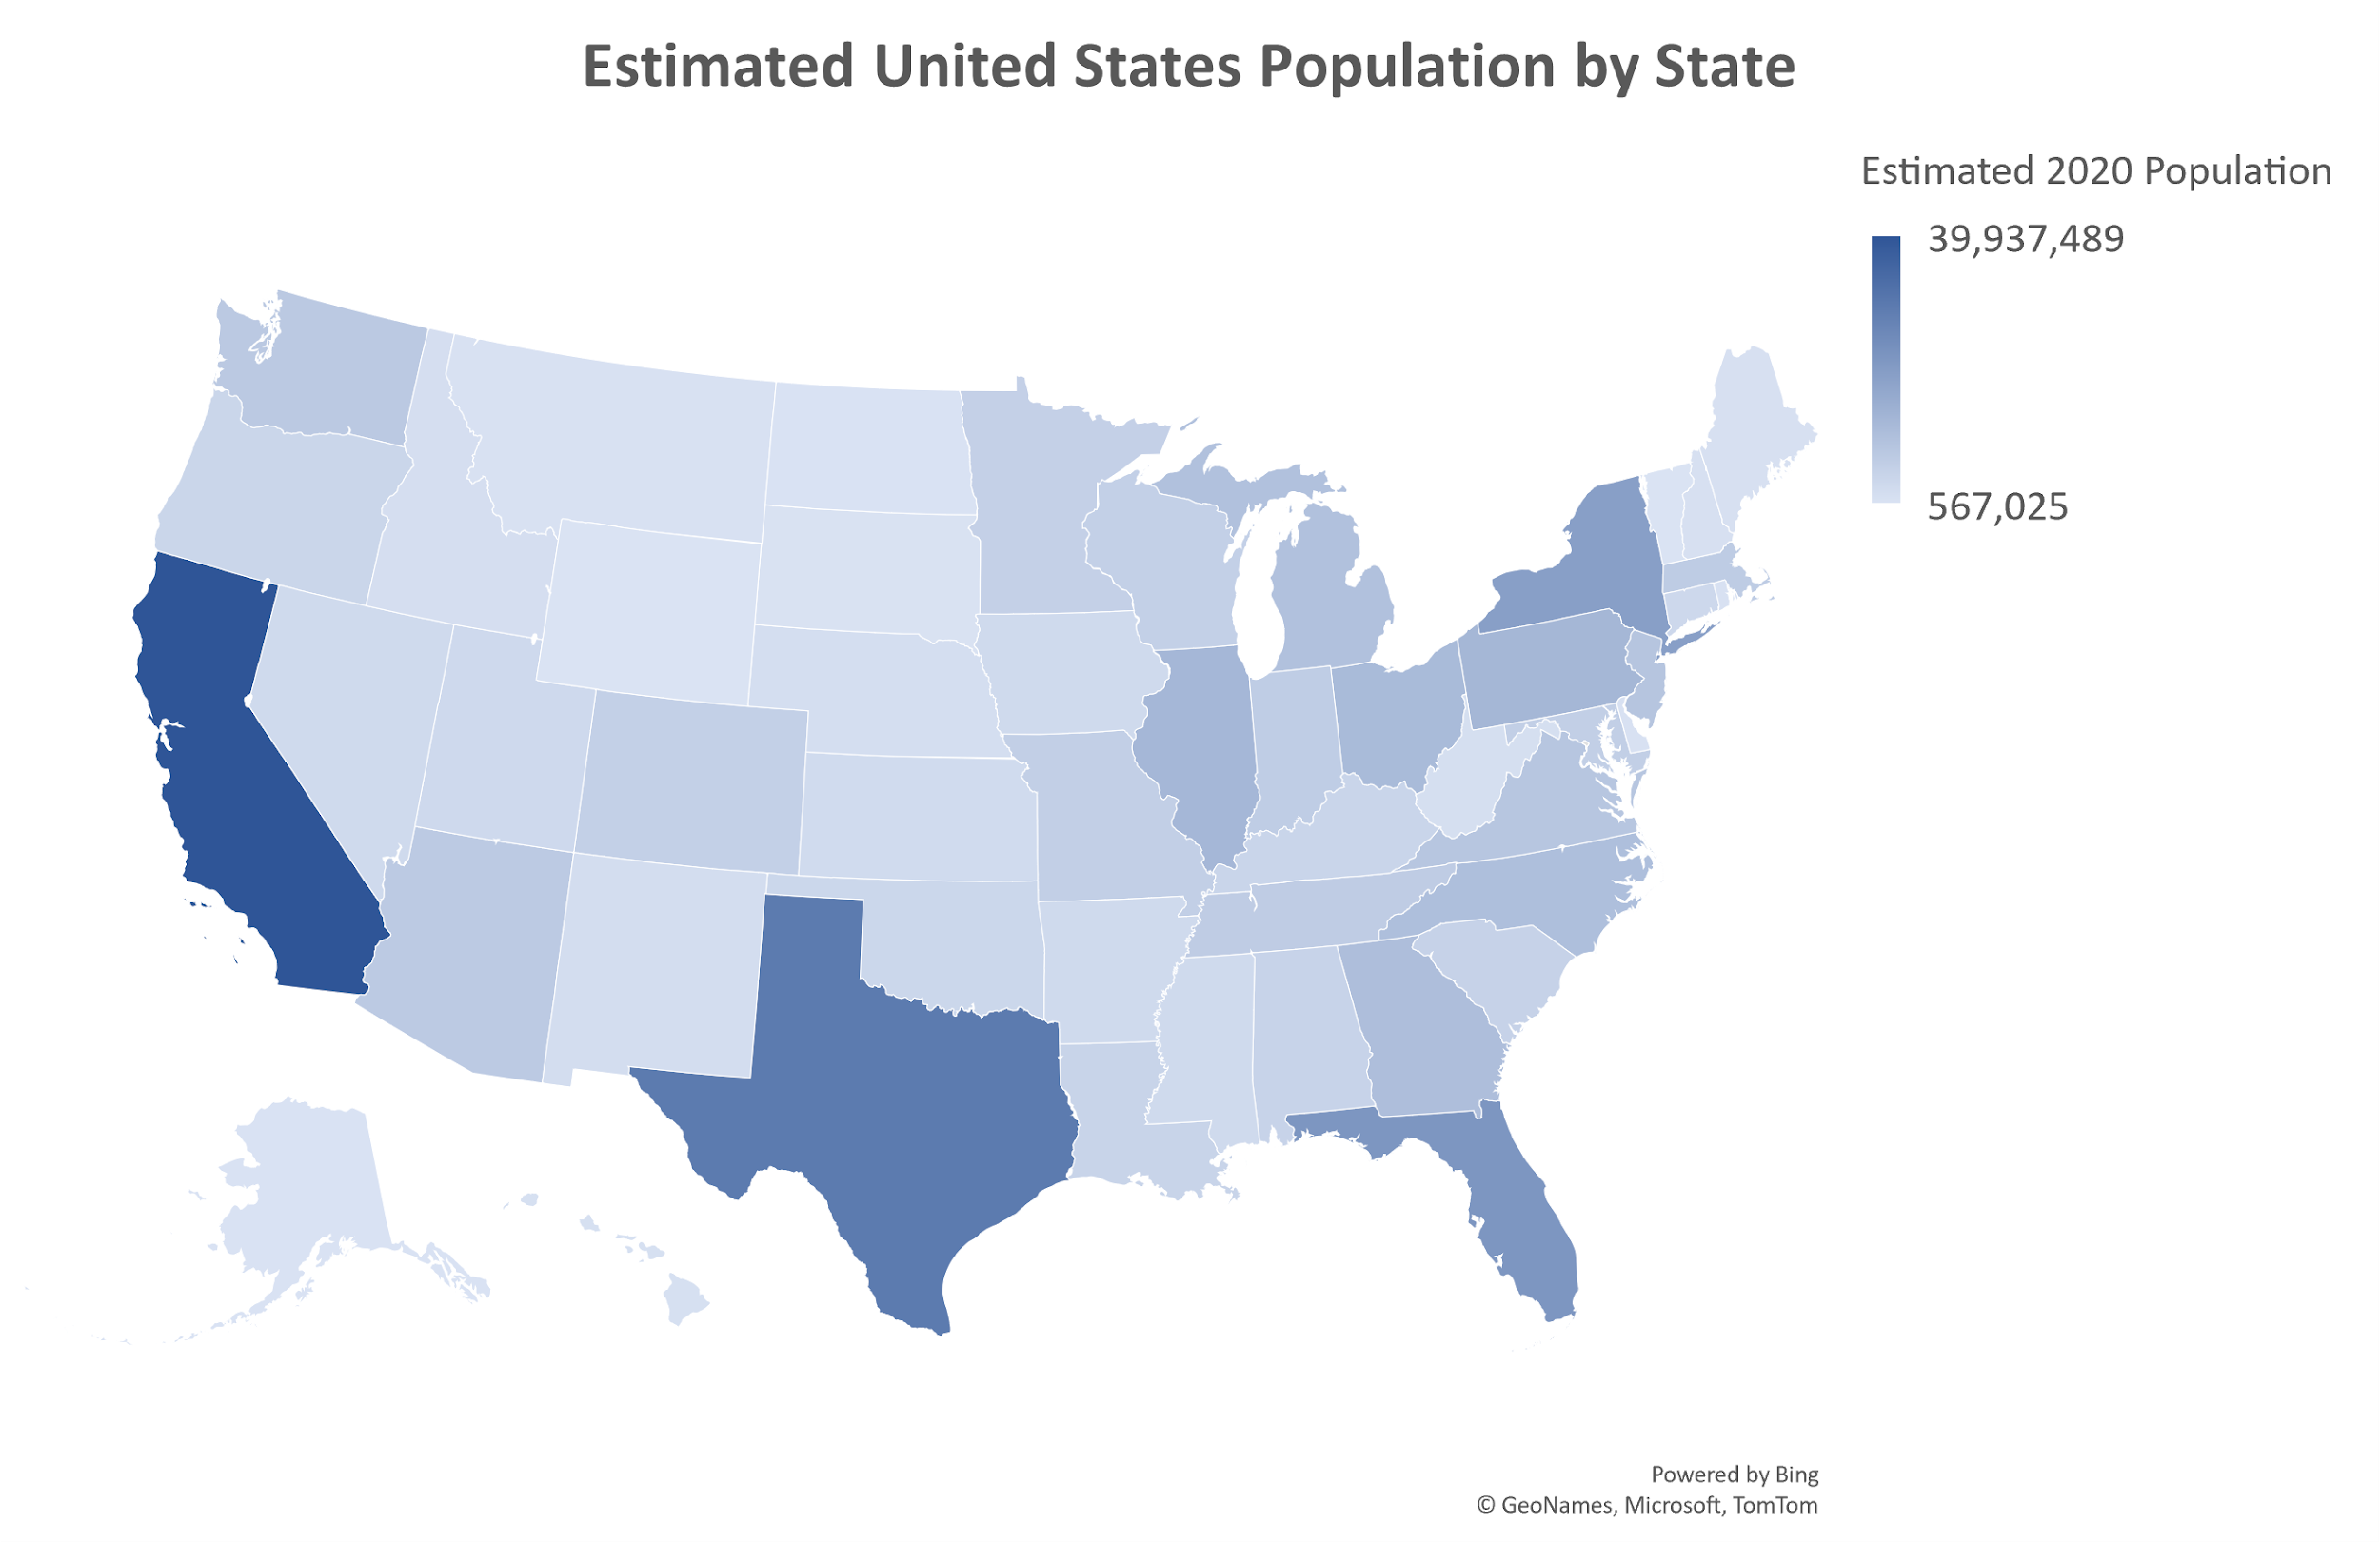 Estimated United States Population by State
Estimated 2020 Population
39,937,489
567,025
Powered by Bing
© GeoNames, Microsoft, TomTom